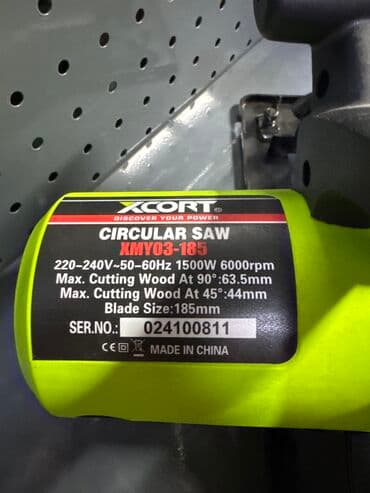 XCORT®
DISCOVER YOUR POWER
CIRCULAR SAW
XMY03-185
220-240V~50-60Hz 1500W 6000rpm
Max. Cutting Wood At 90°:63.5mm
Max. Cutting Wood At 45°:44mm
Blade Size:185mm
SER.NO.: 024100811
CE MADE IN CHINA